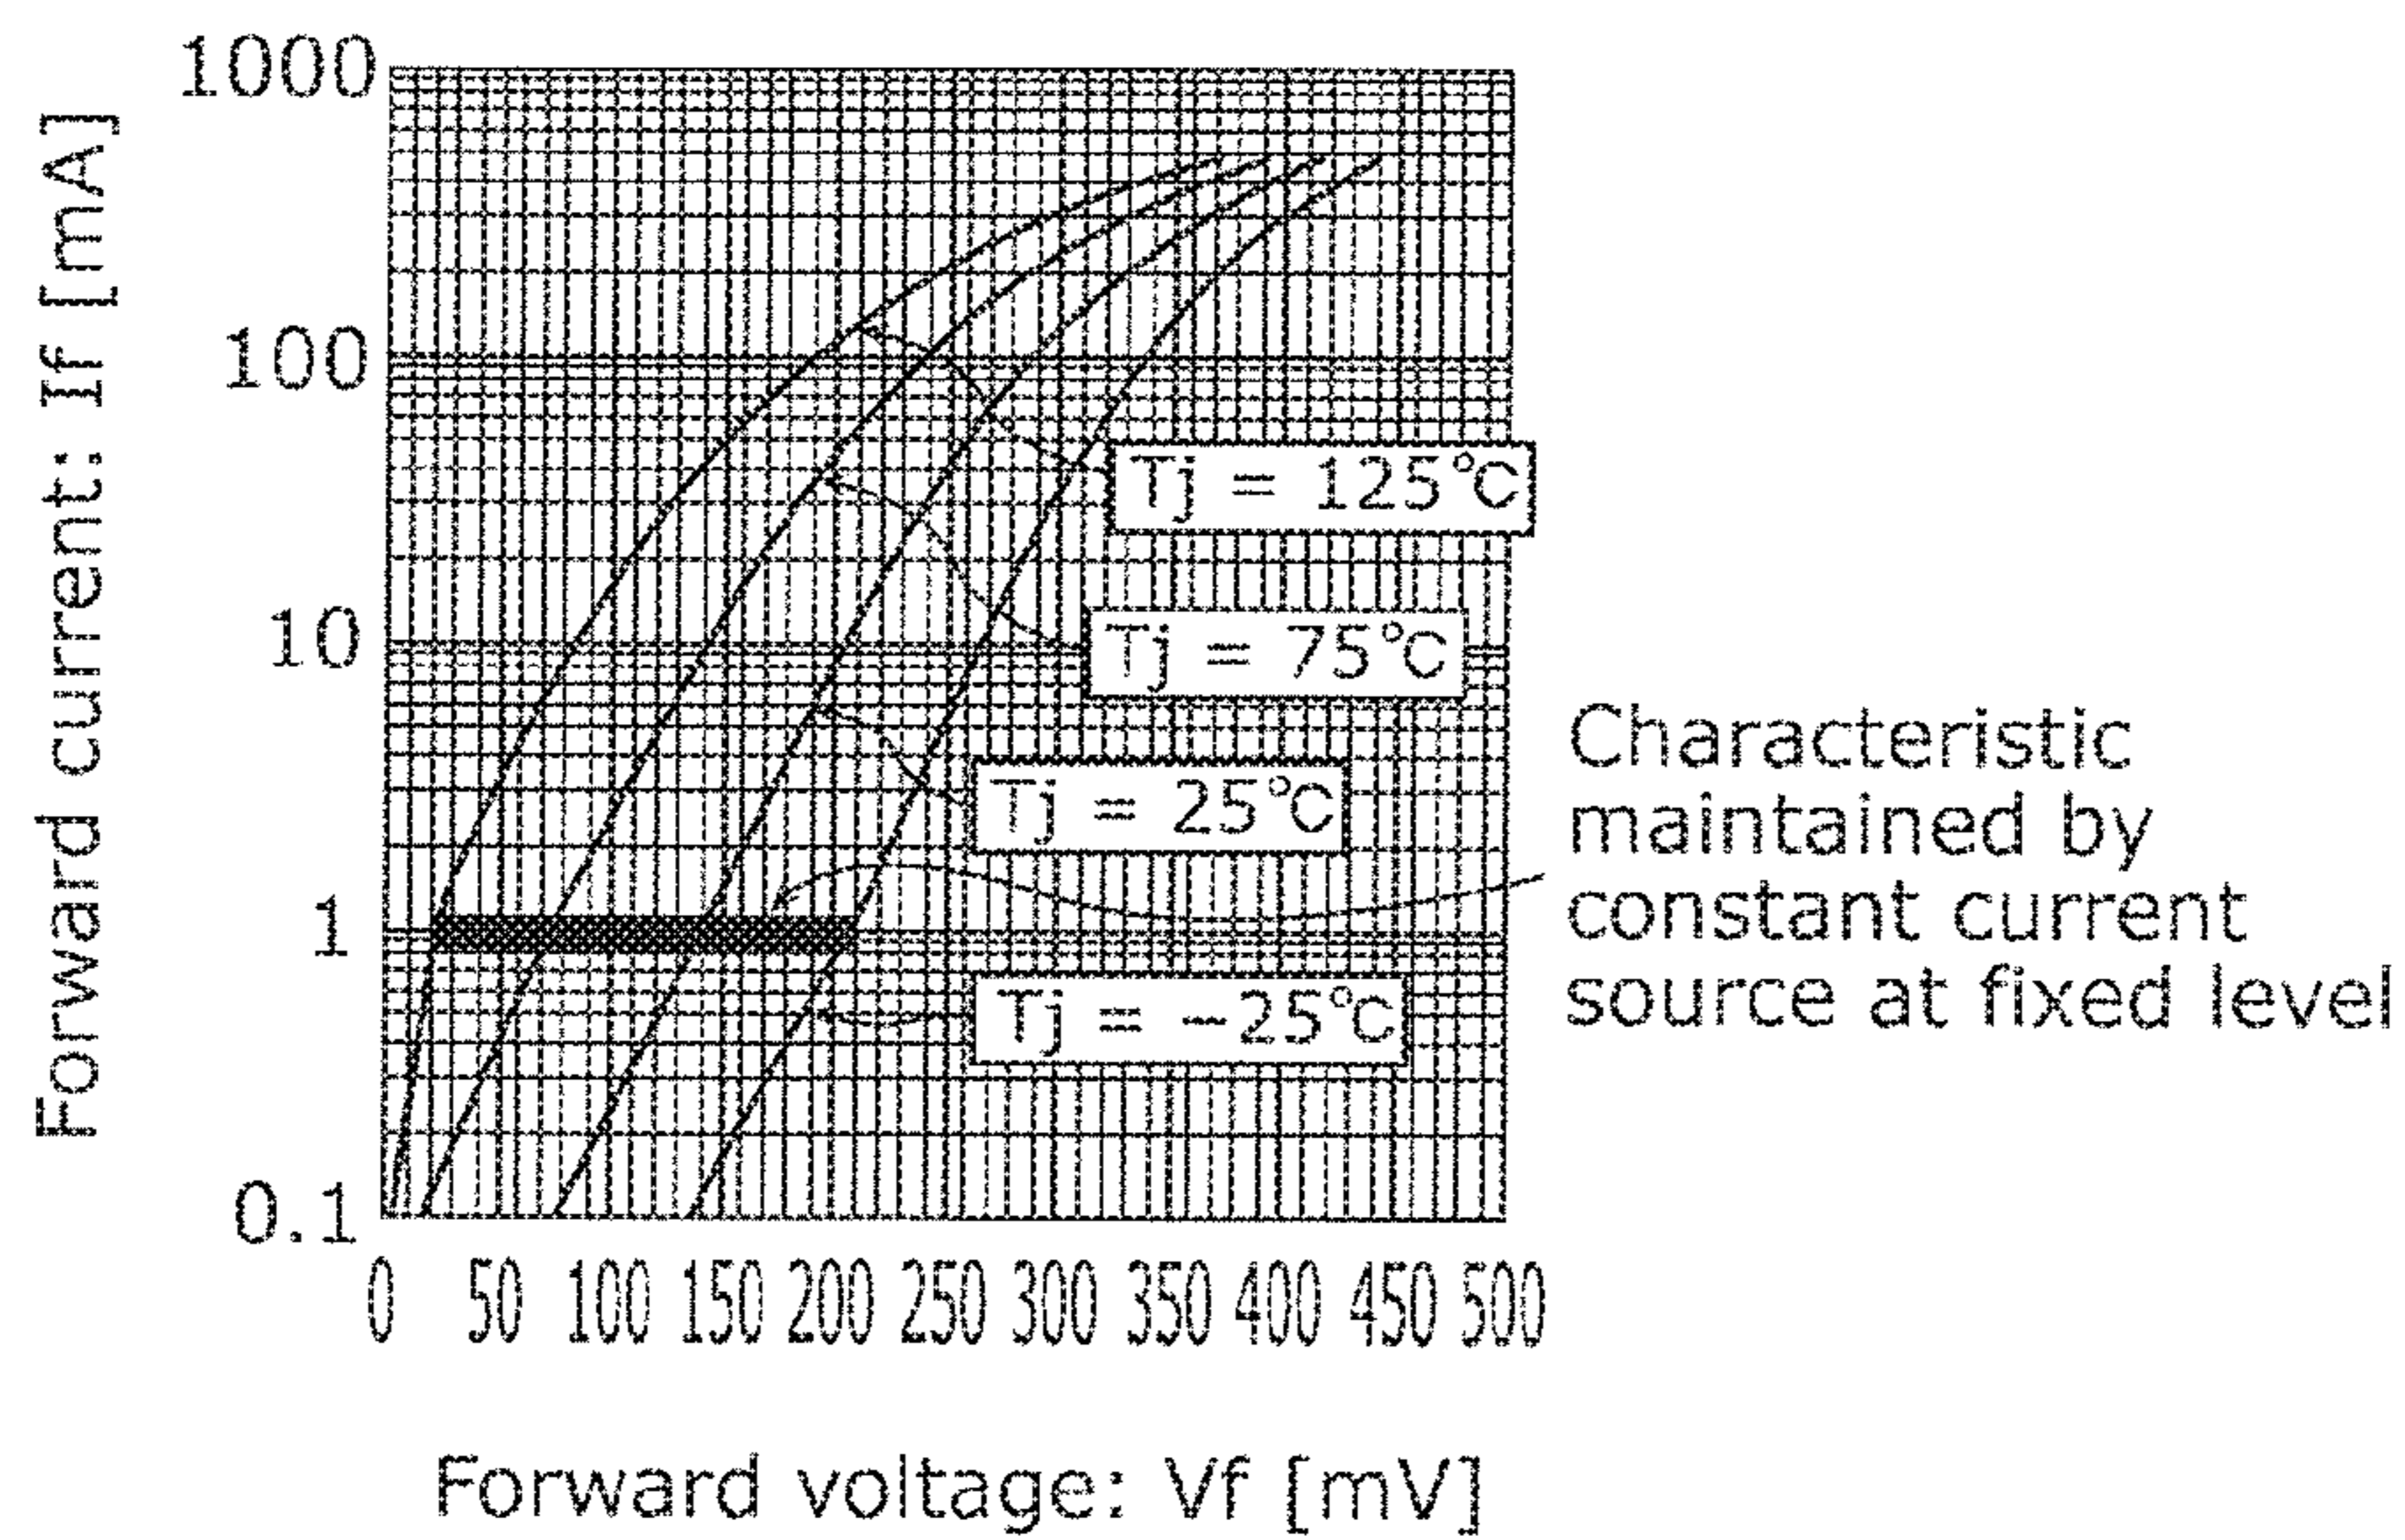 Forward current: If [mA]
1000
100
10
1
0.1
Tj = 125℃
Tj = 75℃
Tj = 25℃
Tj = −25℃
Characteristic
maintained by
constant current
source at fixed level
0 50 100 150 200 250 300 350 400 450 500
Forward voltage: Vf [mV]